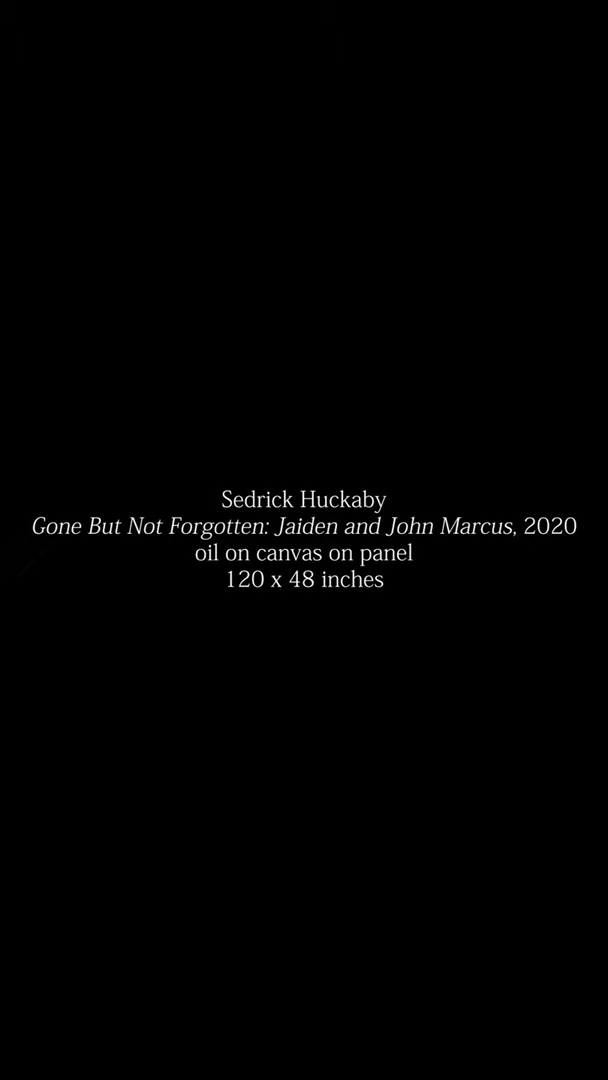 Sedrick Huckaby
Gone But Not Forgotten: Jaiden and John Marcus, 2020
oil on canvas on panel
120 x 48 inches